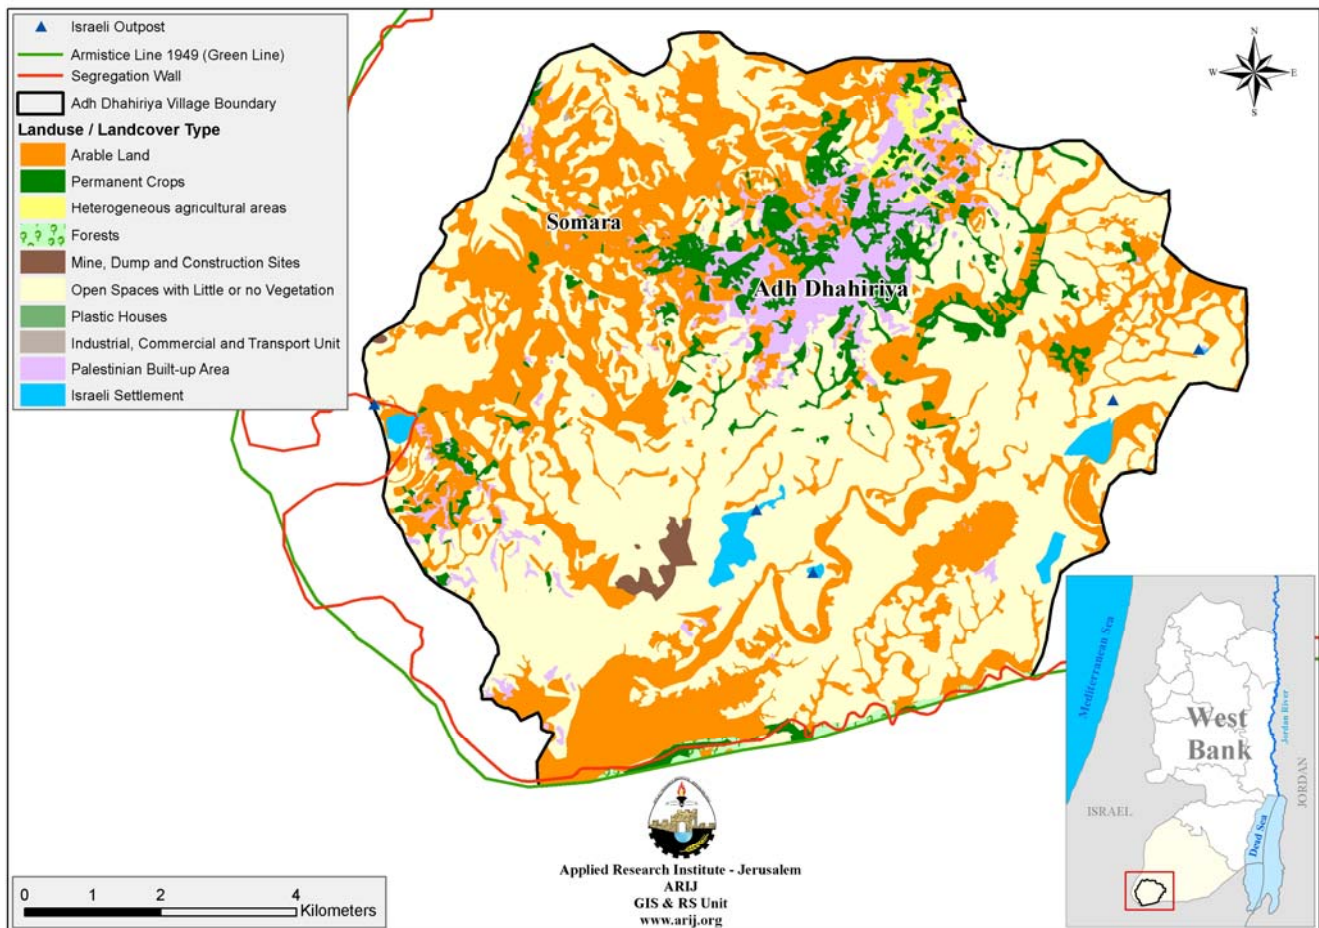 Israeli Outpost
Armistice Line 1949 (Green Line)
Segregation Wall
Adh Dhahiriya Village Boundary
Landuse / Landcover Type
Arable Land
Permanent Crops
Heterogeneous agricultural areas
Forests
Mine, Dump and Construction Sites
Open Spaces with Little or no Vegetation
Plastic Houses
Industrial, Commercial and Transport Unit
Palestinian Built-up Area
Israeli Settlement
N
W
E
S
Somara
Adh Dhahiriya
Mediterranean Sea
West
Bank
Jordan River
JORDAN
ISRAEL
Dead Sea
Applied Research Institute - Jerusalem
ARIJ
GIS & RS Unit
www.arij.org
0 1 2 4
Kilometers